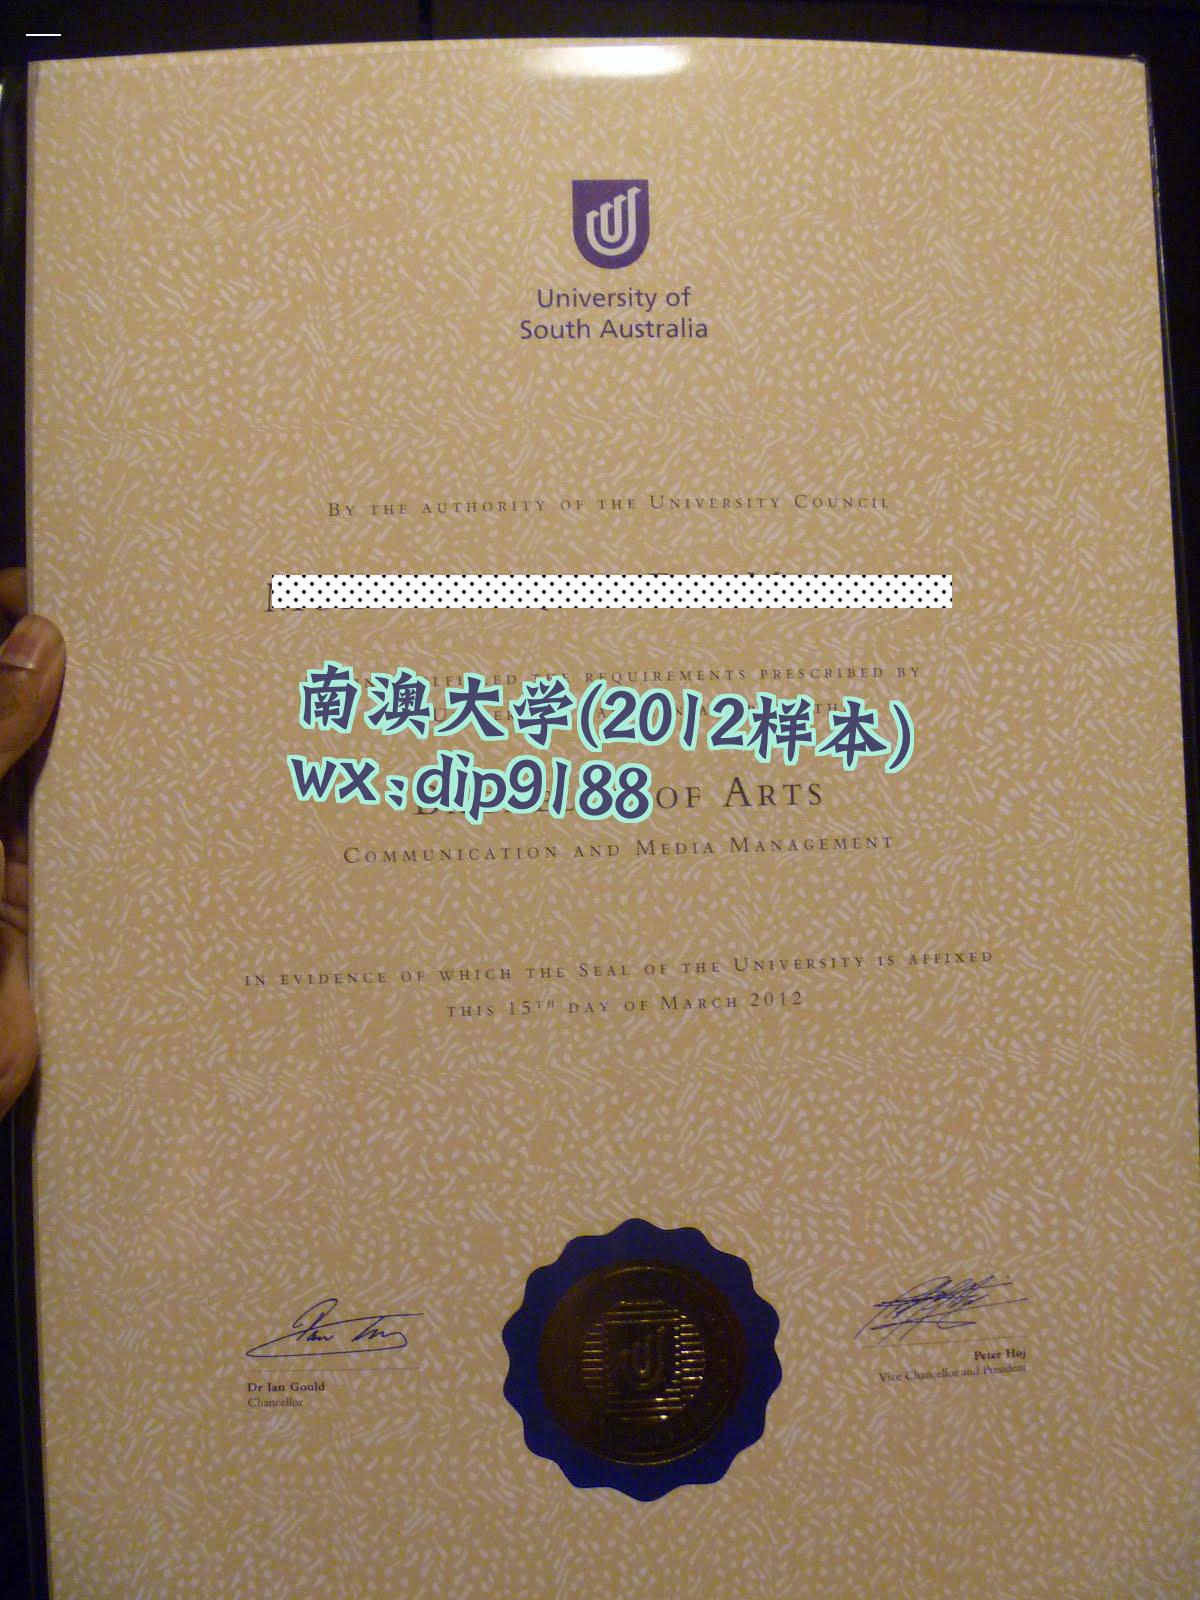 University of
South Australia
BY THE AUTHORITY OF THE UNIVERSITY COUNCIL
THE REQUIREMENTS PRESCRIBED BY
南澳大学(2012样本)
wx:dip9188
OF ARTS
COMMUNICATION AND MEDIA MANAGEMENT
IN EVIDENCE OF WHICH THE SEAL OF THE UNIVERSITY IS AFFIXED
THIS 15TH DAY OF MARCH 2012
Dr Ian Gould
Chancellor
Peter Høj
Vice Chancellor and President